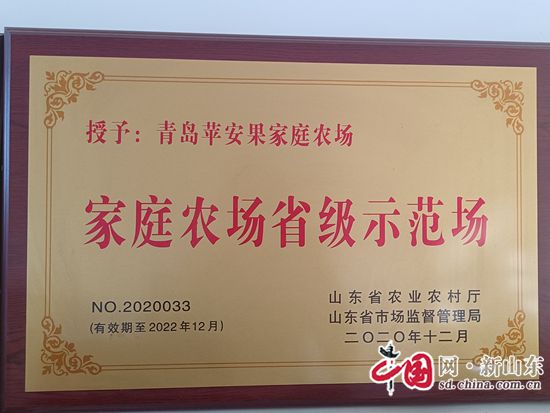 授予：青岛苹安果家庭农场
家庭农场省级示范场
NO.2020033
(有效期至2022年12月)
山东省农业农村厅
山东省市场监督管理局
二〇二〇年十二月
中国网·新山东
sd.china.com.cn